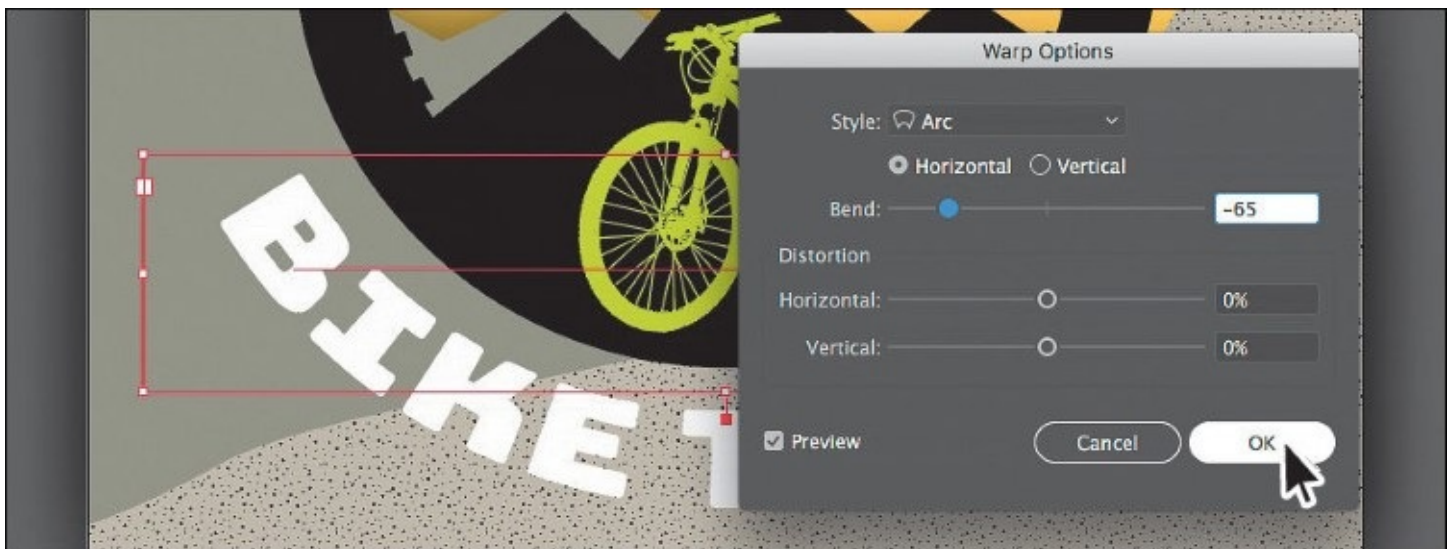 Warp Options
Style: Arc
Horizontal Vertical
Bend: -65
Distortion
Horizontal: 0%
Vertical: 0%
Preview Cancel OK
BIKE T